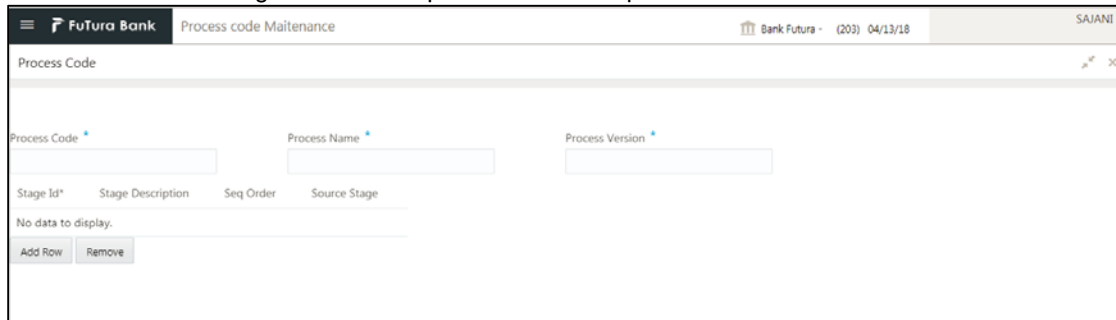 FuTura Bank Process code Maitenance Bank Futura - (203) 04/13/18 SAJANI
Process Code
Process Code * Process Name * Process Version *
Stage Id* Stage Description Seq Order Source Stage
No data to display.
Add Row Remove